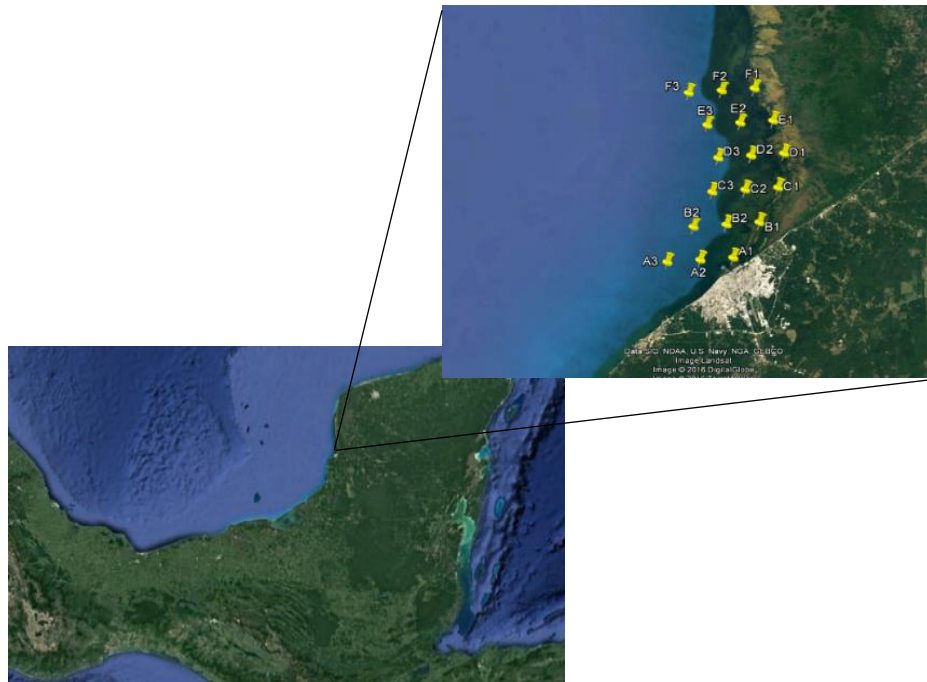 F3 F2 F1
E3 E2 E1
D3 D2 D1
C3 C2 C1
B2 B2 B1
A3 A2 A1
Data SIO, NOAA, U.S. Navy, NGA, GEBCO
Image Landsat
Image © 2016 DigitalGlobe